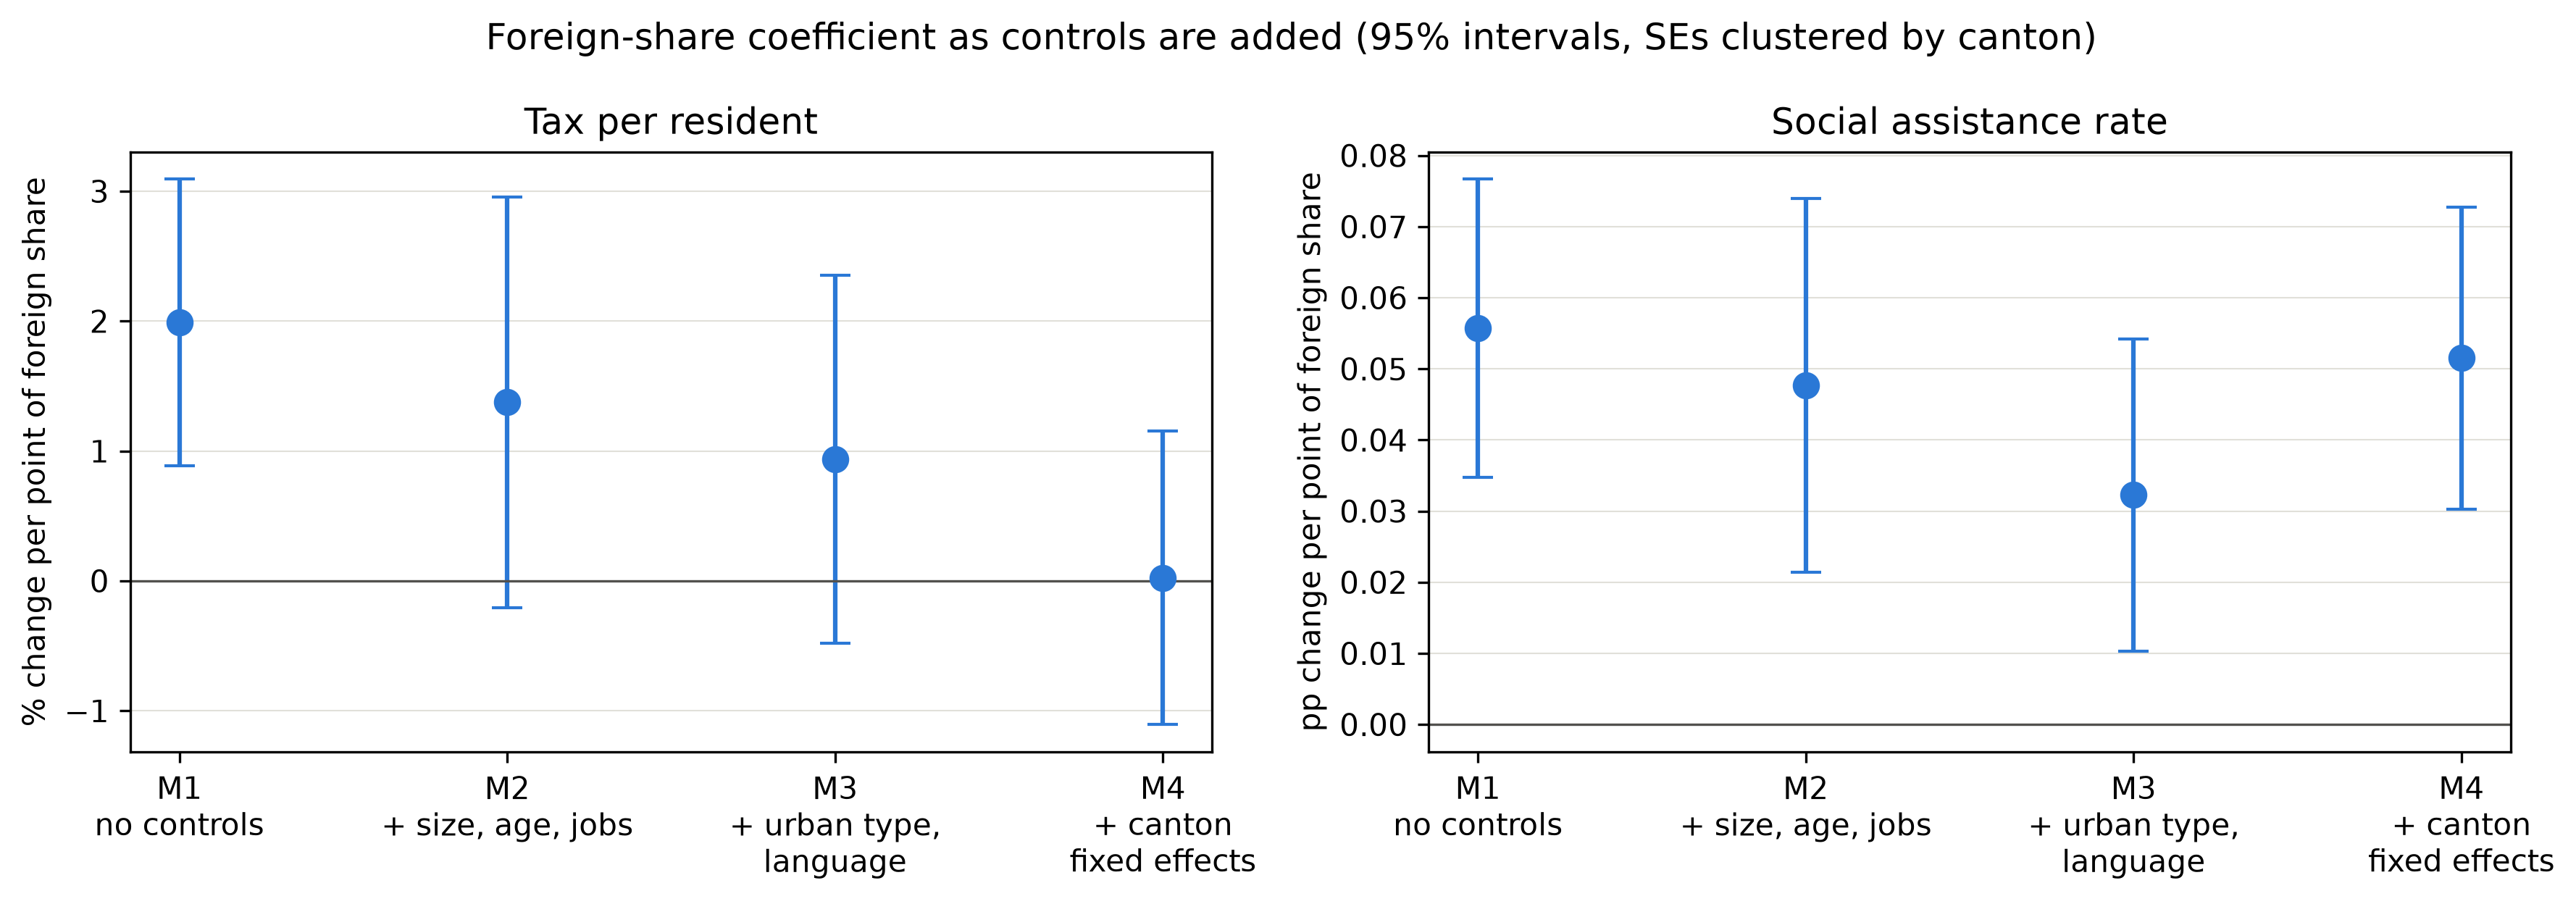 Foreign-share coefficient as controls are added (95% intervals, SEs clustered by canton)
Tax per resident
% change per point of foreign share
3
2
1
0
−1
M1
no controls
M2
+ size, age, jobs
M3
+ urban type,
language
M4
+ canton
fixed effects
Social assistance rate
pp change per point of foreign share
0.08
0.07
0.06
0.05
0.04
0.03
0.02
0.01
0.00
M1
no controls
M2
+ size, age, jobs
M3
+ urban type,
language
M4
+ canton
fixed effects